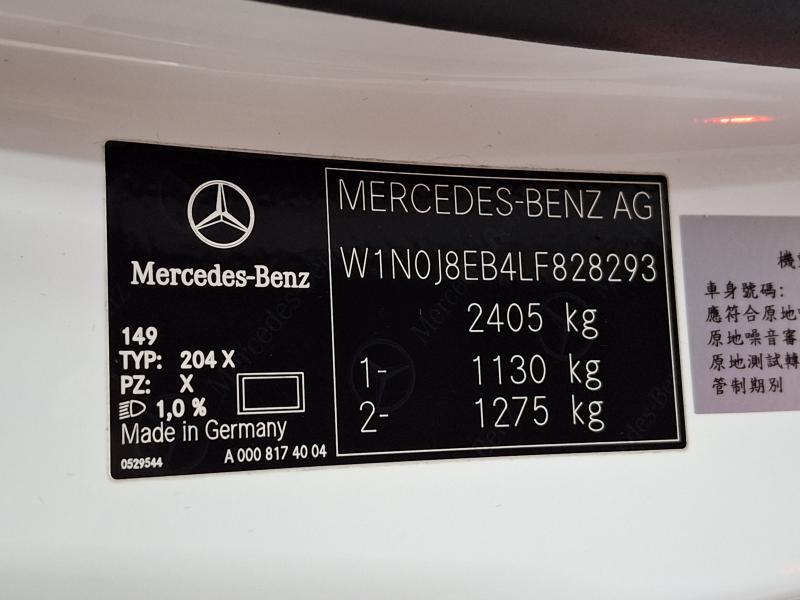 Mercedes-Benz
149
TYP: 204 X
PZ: X
1,0 %
Made in Germany
0529544
A 000 817 40 04
MERCEDES-BENZ AG
W1N0J8EB4LF828293
2405 kg
1- 1130 kg
2- 1275 kg
機
車身號碼:
應符合原地
原地噪音審
原地測試轉
管制期別